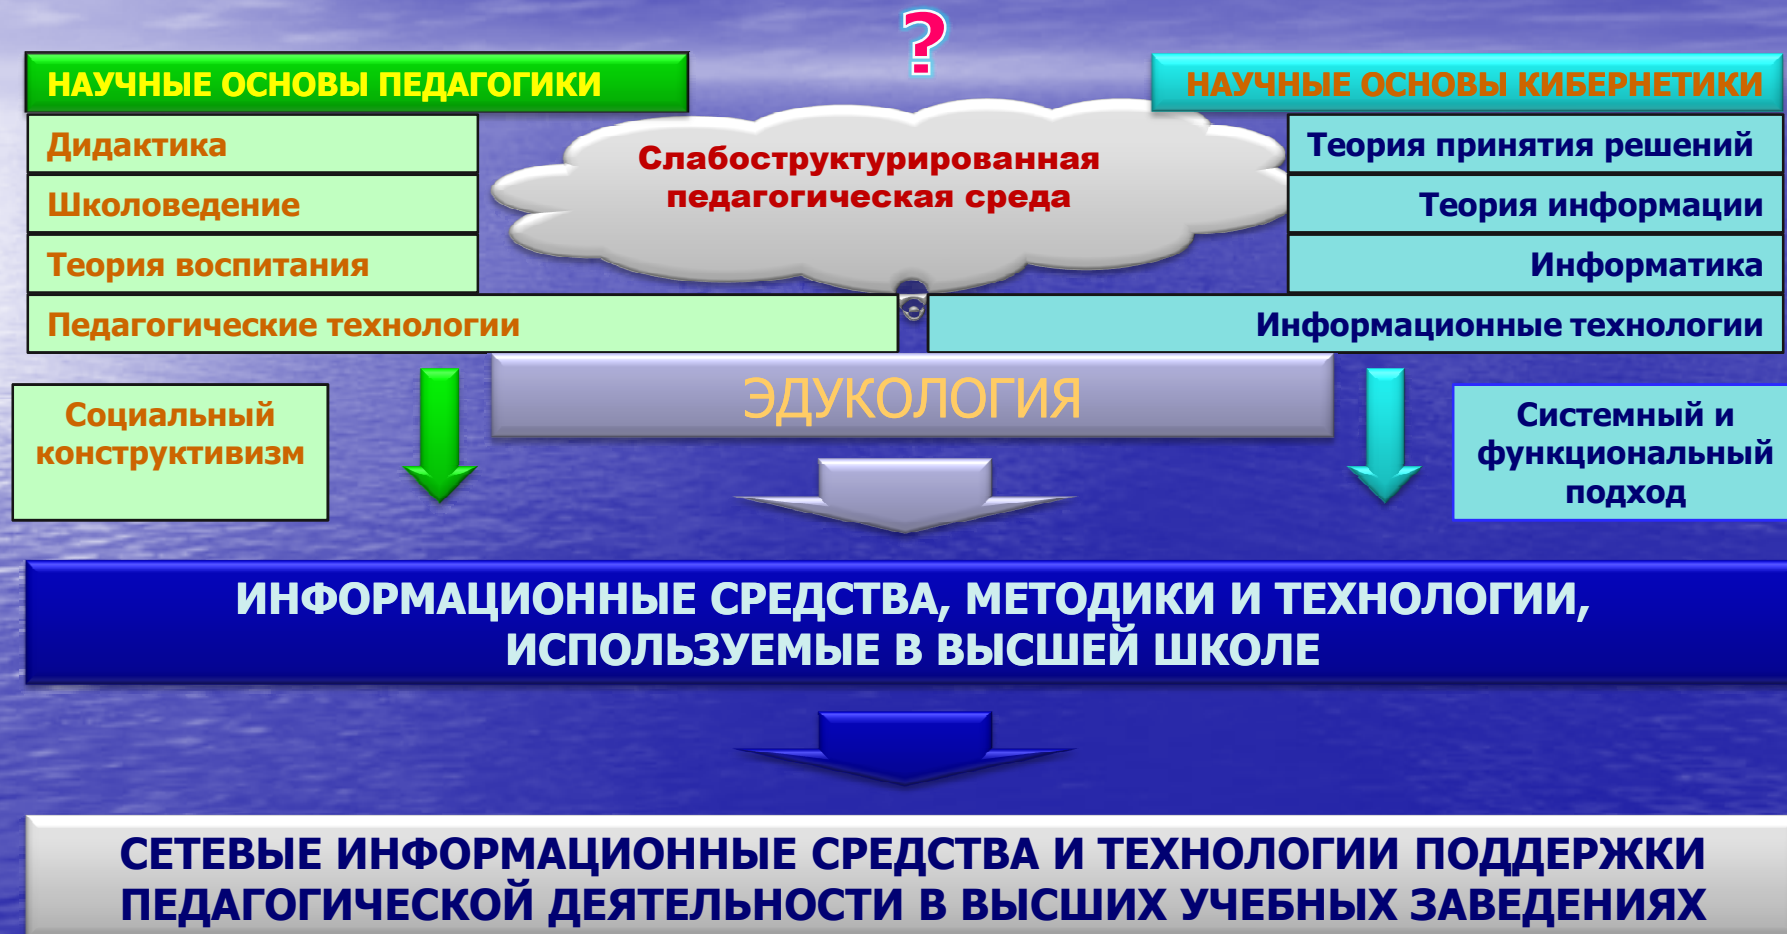 ?
НАУЧНЫЕ ОСНОВЫ ПЕДАГОГИКИ
Дидактика
Школоведение
Теория воспитания
Педагогические технологии
Слабоструктурированная
педагогическая среда
НАУЧНЫЕ ОСНОВЫ КИБЕРНЕТИКИ
Теория принятия решений
Теория информации
Информатика
Информационные технологии
ЭДУКОЛОГИЯ
Социальный
конструктивизм
Системный и
функциональный
подход
ИНФОРМАЦИОННЫЕ СРЕДСТВА, МЕТОДИКИ И ТЕХНОЛОГИИ,
ИСПОЛЬЗУЕМЫЕ В ВЫСШЕЙ ШКОЛЕ
СЕТЕВЫЕ ИНФОРМАЦИОННЫЕ СРЕДСТВА И ТЕХНОЛОГИИ ПОДДЕРЖКИ
ПЕДАГОГИЧЕСКОЙ ДЕЯТЕЛЬНОСТИ В ВЫСШИХ УЧЕБНЫХ ЗАВЕДЕНИЯХ